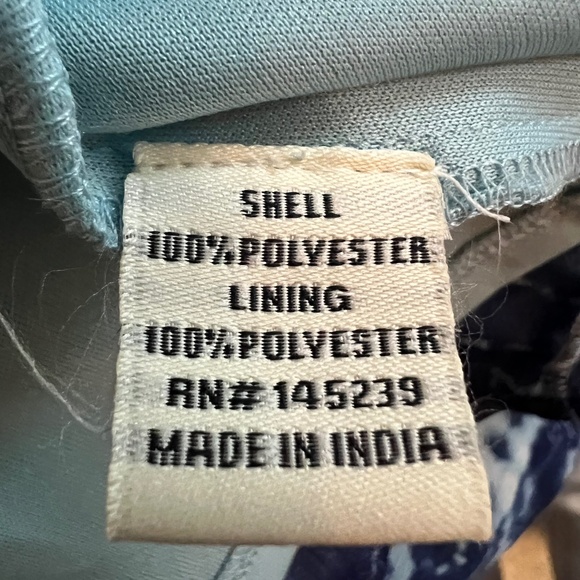 SHELL
100%POLYESTER
LINING
100%POLYESTER
RN#145239
MADE IN INDIA